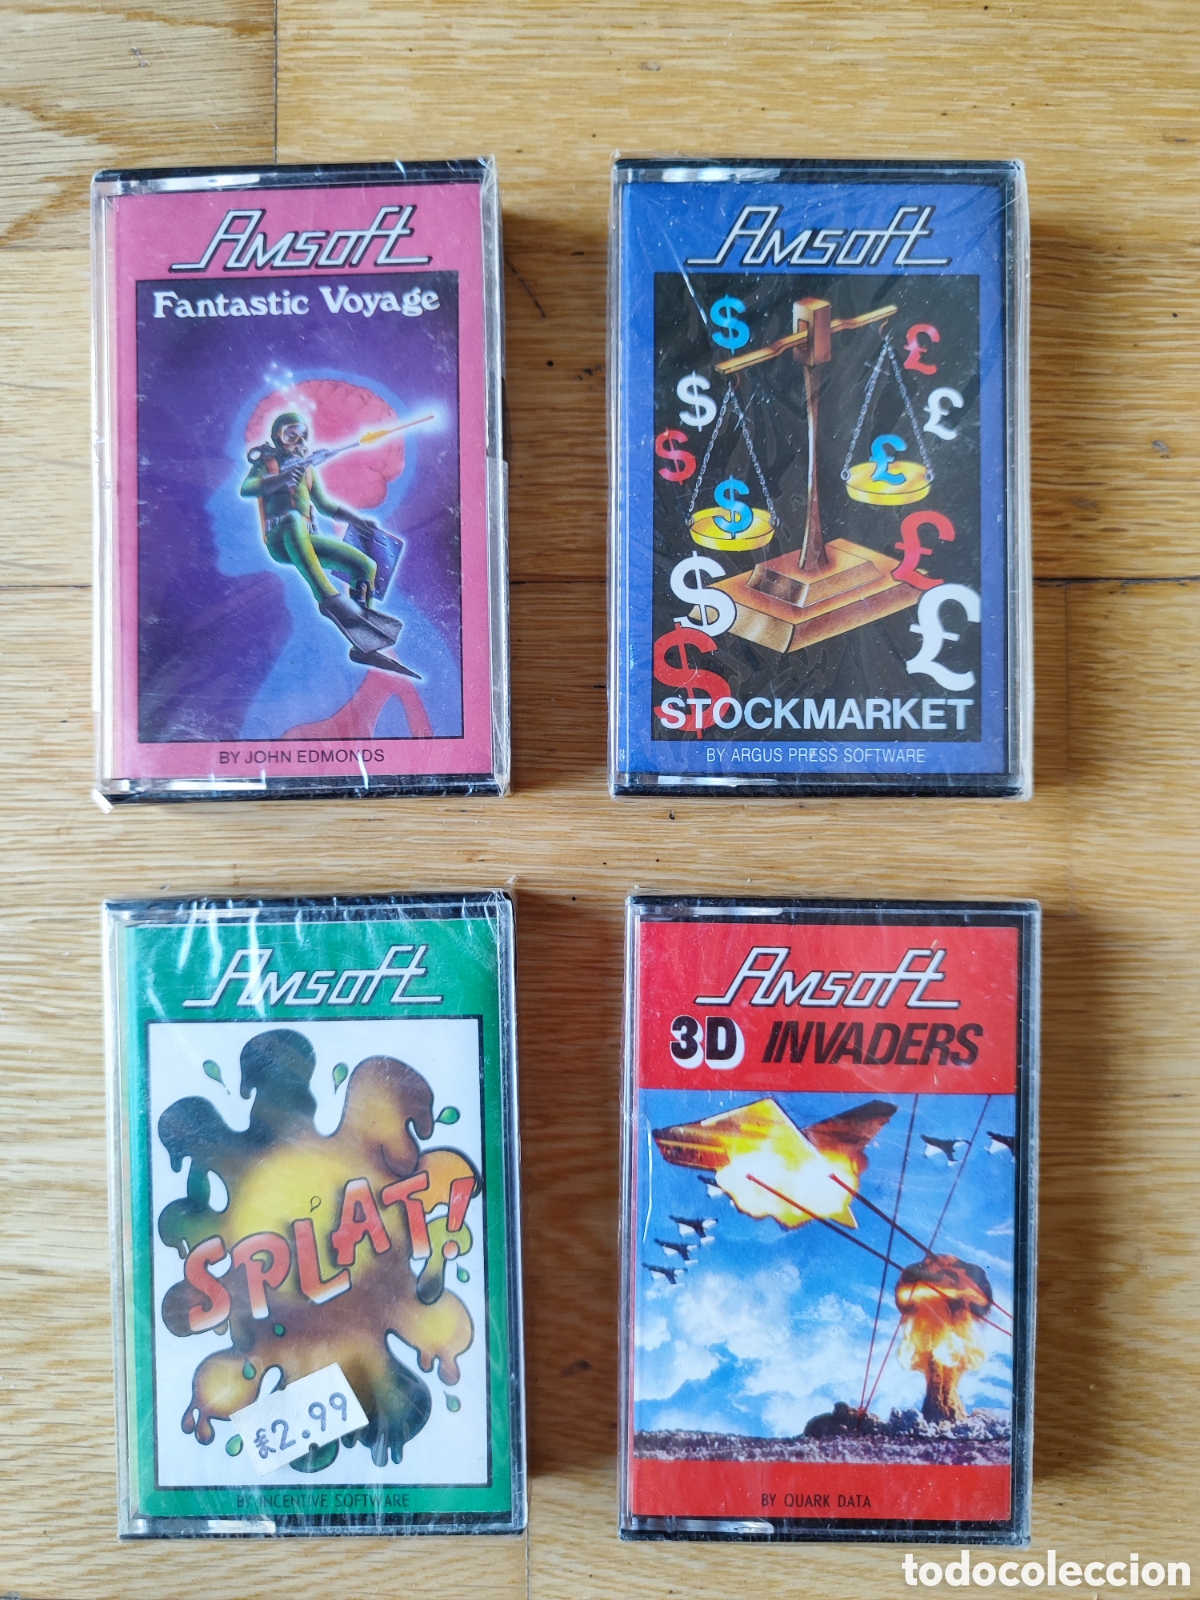 Amsoft
Fantastic Voyage
BY JOHN EDMONDS
Amsoft
$
£
$
£
$
£
$
£
$
£
$
STOCKMARKET
BY ARGUS PRESS SOFTWARE
Amsoft
SPLAT!
£2.99
BY INCENTIVE SOFTWARE
Amsoft
3D INVADERS
BY QUARK DATA
todocoleccion